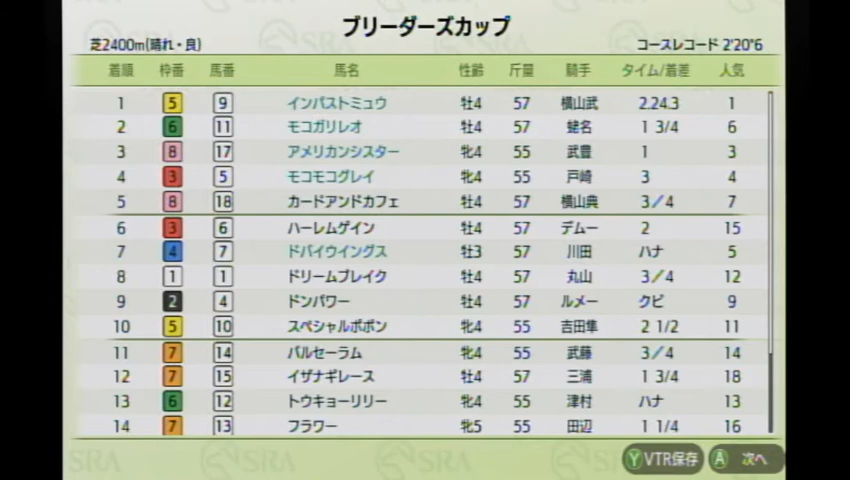 ブリーダーズカップ
芝2400m(晴れ・良) コースレコード 2'20"6
着順 枠番 馬番 馬名 性齢 斤量 騎手 タイム/着差 人気
1 5 9 インパストミュウ 牡4 57 横山武 2.24.3 1
2 6 11 モコガリレオ 牡4 57 蛯名 1 3/4 6
3 8 17 アメリカンシスター 牝4 55 武豊 1 3
4 3 5 モコモコグレイ 牝4 55 戸崎 3 4
5 8 18 カードアンドカフェ 牡4 57 横山典 3/4 7
6 3 6 ハーレムゲイン 牡4 57 デムー 2 15
7 4 7 ドバイウイングス 牡3 57 川田 ハナ 5
8 1 1 ドリームブレイク 牡4 57 丸山 3/4 12
9 2 4 ドンパワー 牡4 57 ルメー クビ 9
10 5 10 スペシャルポポン 牝4 55 吉田隼 2 1/2 11
11 7 14 バルセーラム 牝4 55 武藤 3/4 14
12 7 15 イザナギレース 牡4 57 三浦 1 3/4 18
13 6 12 トウキョーリリー 牝4 55 津村 ハナ 13
14 7 13 フラワー 牝5 55 田辺 1 1/4 16
SRA SRA SRA SRA
Y VTR保存 A 次へ